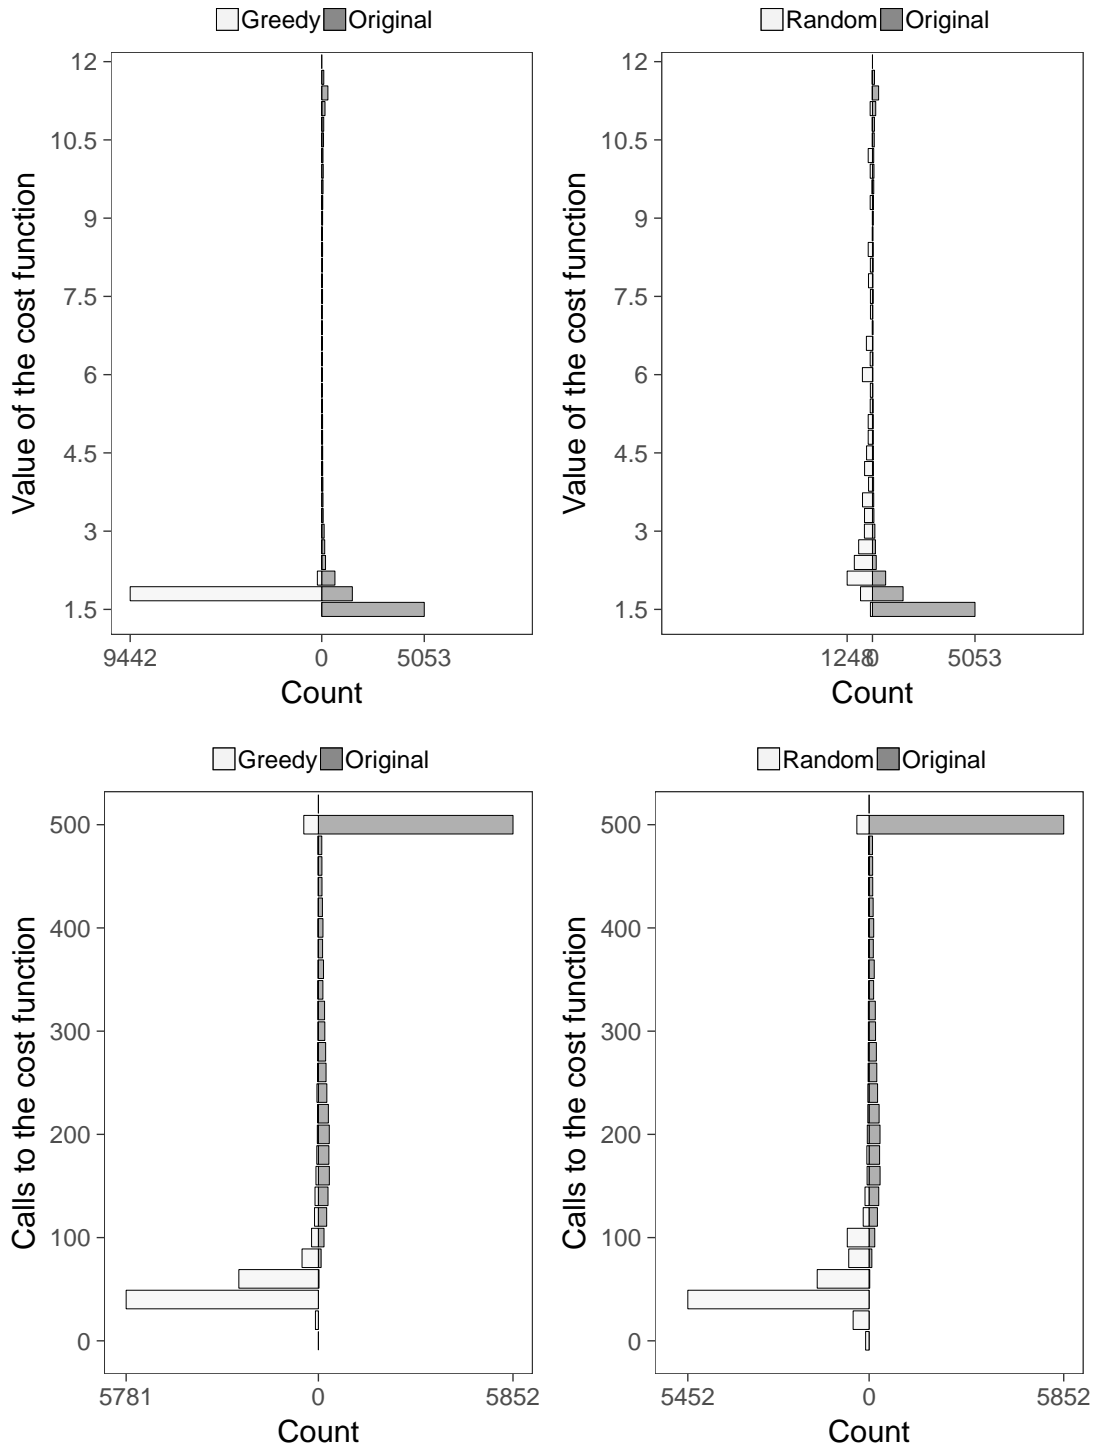 Greedy Original
Value of the cost function
12
10.5
9
7.5
6
4.5
3
1.5
9442 0 5053
Count
Random Original
Value of the cost function
12
10.5
9
7.5
6
4.5
3
1.5
1248 0 5053
Count
Greedy Original
Calls to the cost function
500
400
300
200
100
0
5781 0 5852
Count
Random Original
Calls to the cost function
500
400
300
200
100
0
5452 0 5852
Count